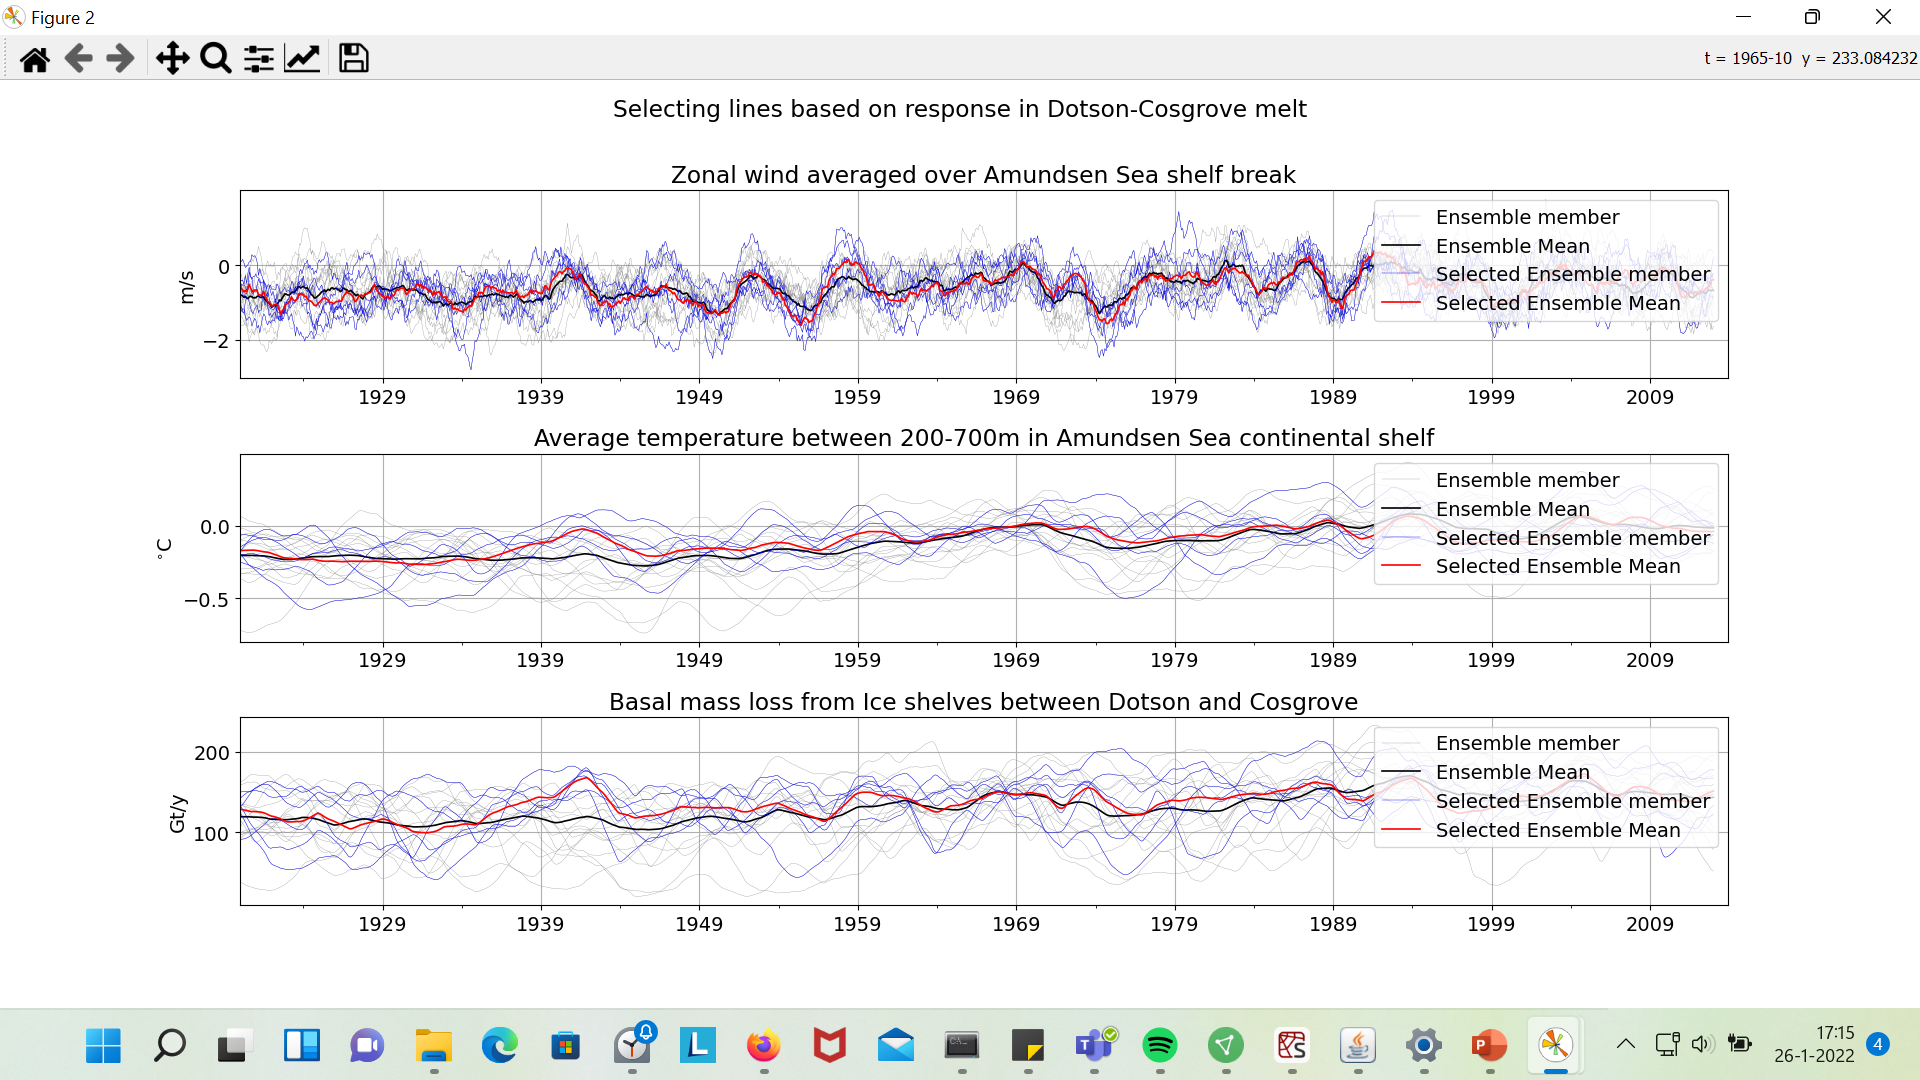 Figure 2
t = 1965-10 y = 233.084232
Selecting lines based on response in Dotson-Cosgrove melt
Zonal wind averaged over Amundsen Sea shelf break
m/s
0
−2
Ensemble member
Ensemble Mean
Selected Ensemble member
Selected Ensemble Mean
1929 1939 1949 1959 1969 1979 1989 1999 2009
Average temperature between 200-700m in Amundsen Sea continental shelf
°C
0.0
−0.5
Ensemble member
Ensemble Mean
Selected Ensemble member
Selected Ensemble Mean
1929 1939 1949 1959 1969 1979 1989 1999 2009
Basal mass loss from Ice shelves between Dotson and Cosgrove
Gt/y
200
100
Ensemble member
Ensemble Mean
Selected Ensemble member
Selected Ensemble Mean
1929 1939 1949 1959 1969 1979 1989 1999 2009
17:15
26-1-2022
4